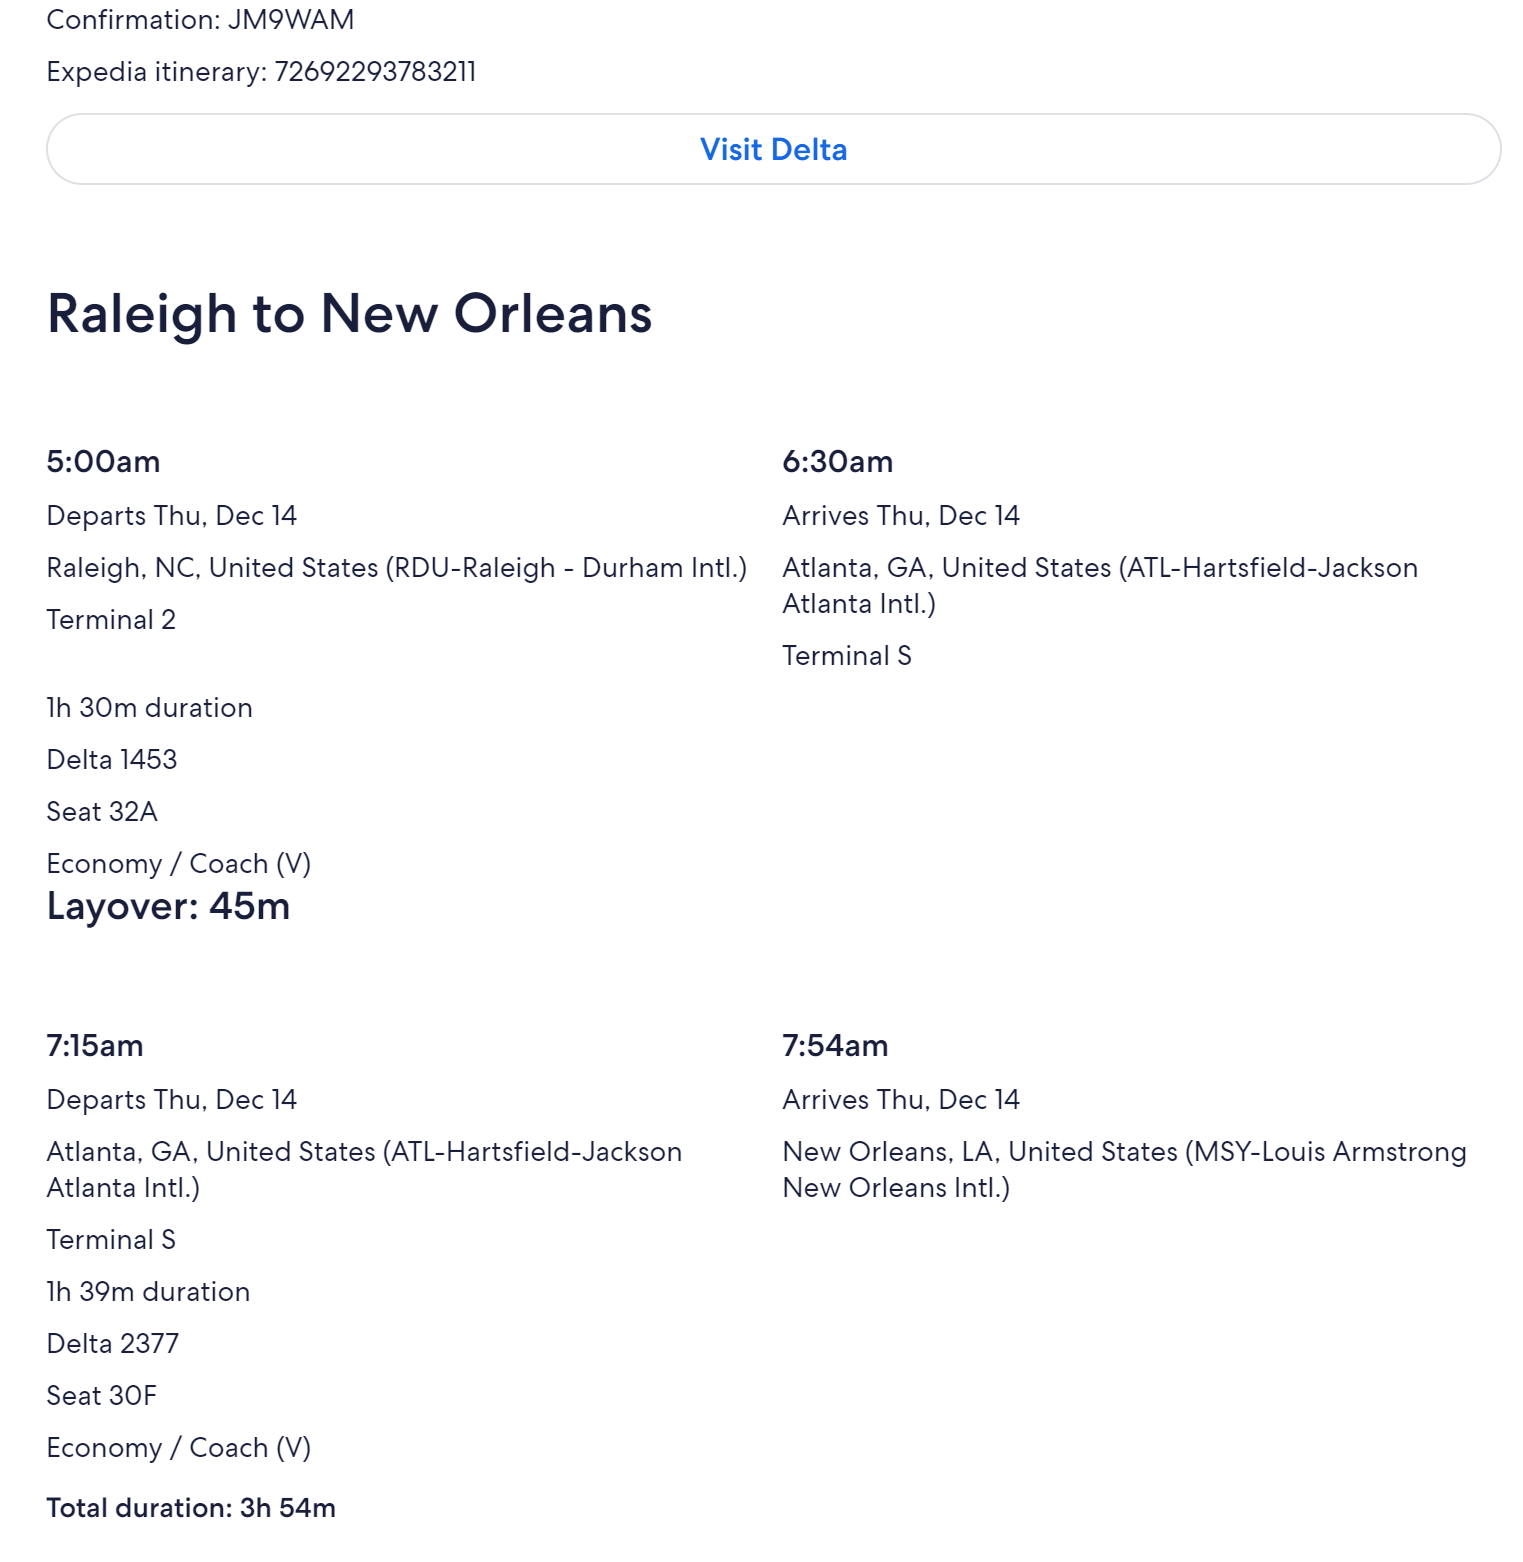 Confirmation: JM9WAM
Expedia itinerary: 72692293783211
Visit Delta
Raleigh to New Orleans
5:00am
Departs Thu, Dec 14
Raleigh, NC, United States (RDU-Raleigh - Durham Intl.)
Terminal 2
6:30am
Arrives Thu, Dec 14
Atlanta, GA, United States (ATL-Hartsfield-Jackson
Atlanta Intl.)
Terminal S
1h 30m duration
Delta 1453
Seat 32A
Economy / Coach (V)
Layover: 45m
7:15am
Departs Thu, Dec 14
Atlanta, GA, United States (ATL-Hartsfield-Jackson
Atlanta Intl.)
Terminal S
7:54am
Arrives Thu, Dec 14
New Orleans, LA, United States (MSY-Louis Armstrong
New Orleans Intl.)
1h 39m duration
Delta 2377
Seat 30F
Economy / Coach (V)
Total duration: 3h 54m